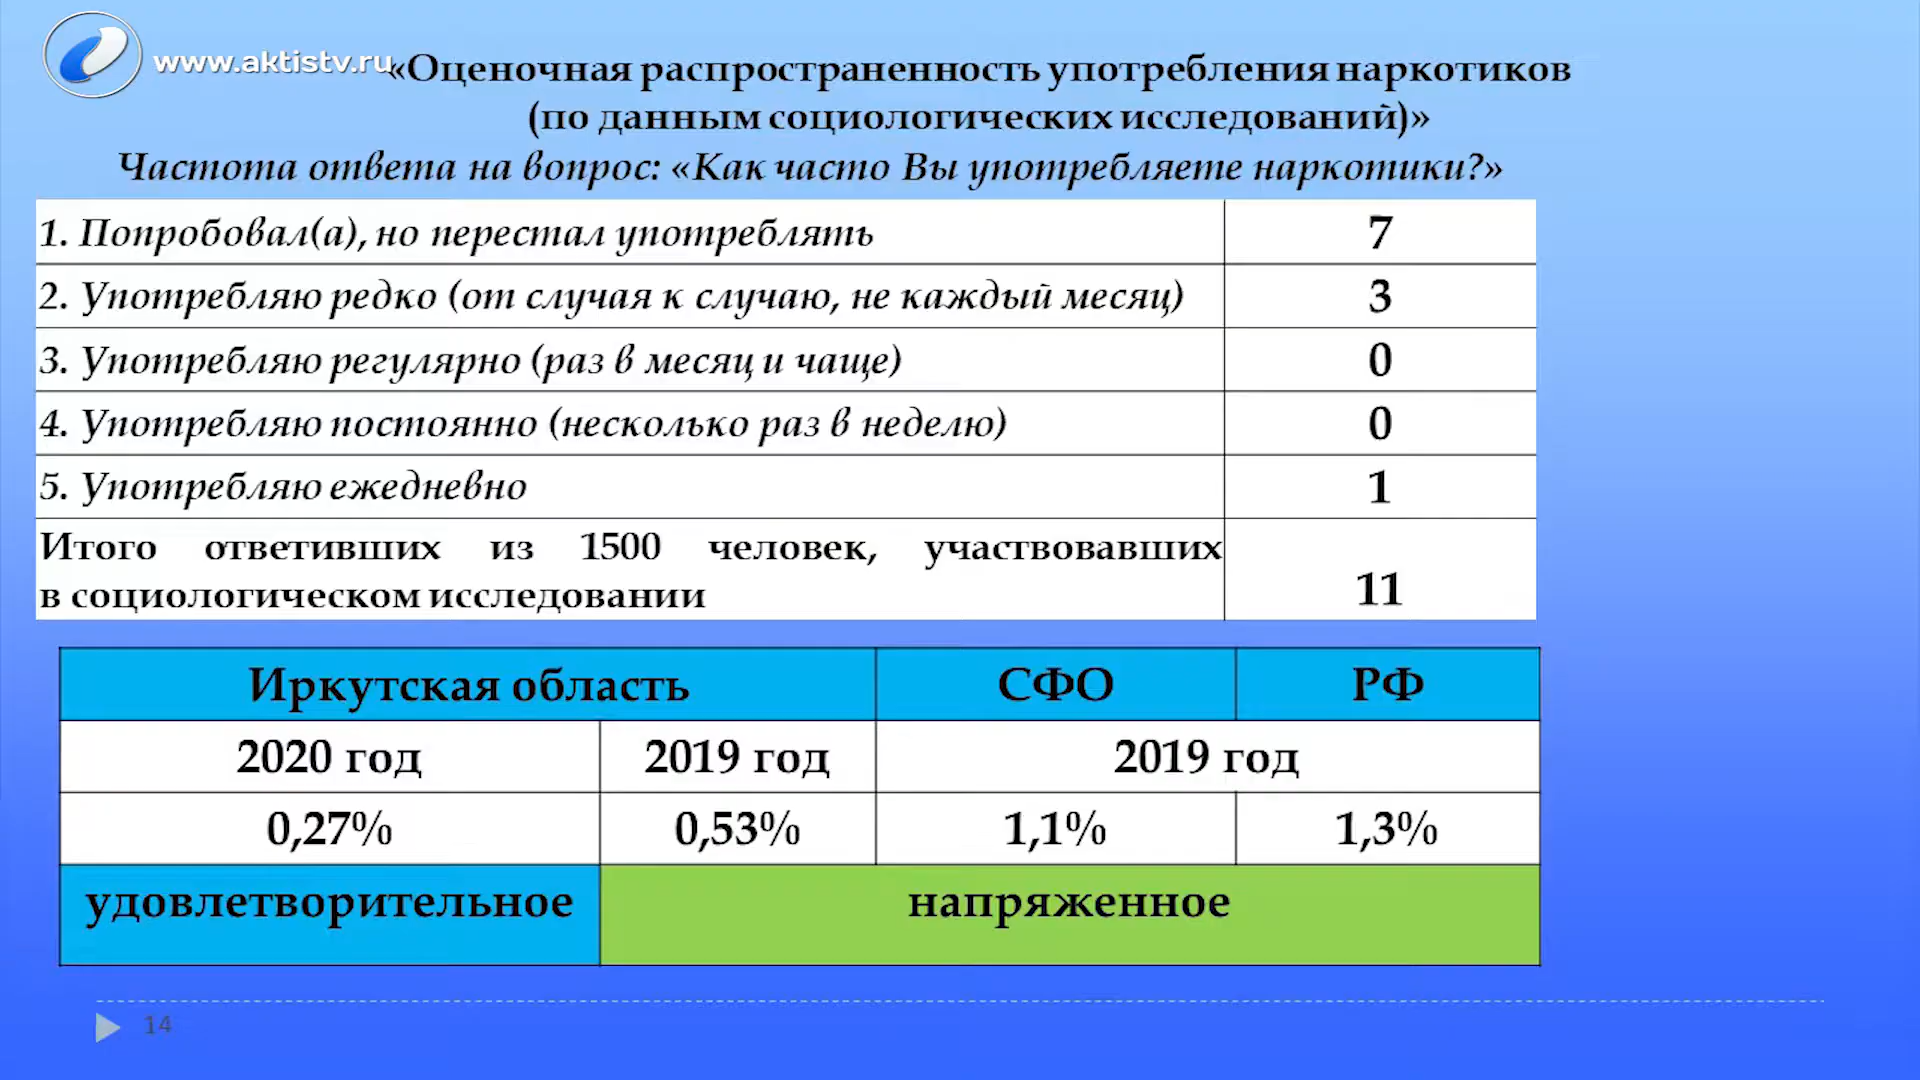 www.aktistv.ru
«Оценочная распространенность употребления наркотиков
(по данным социологических исследований)»
Частота ответа на вопрос: «Как часто Вы употребляете наркотики?»
1. Попробовал(а), но перестал употреблять 7
2. Употребляю редко (от случая к случаю, не каждый месяц) 3
3. Употребляю регулярно (раз в месяц и чаще) 0
4. Употребляю постоянно (несколько раз в неделю) 0
5. Употребляю ежедневно 1
Итого ответивших из 1500 человек, участвовавших
в социологическом исследовании 11
Иркутская область СФО РФ
2020 год 2019 год 2019 год
0,27% 0,53% 1,1% 1,3%
удовлетворительное напряженное
14